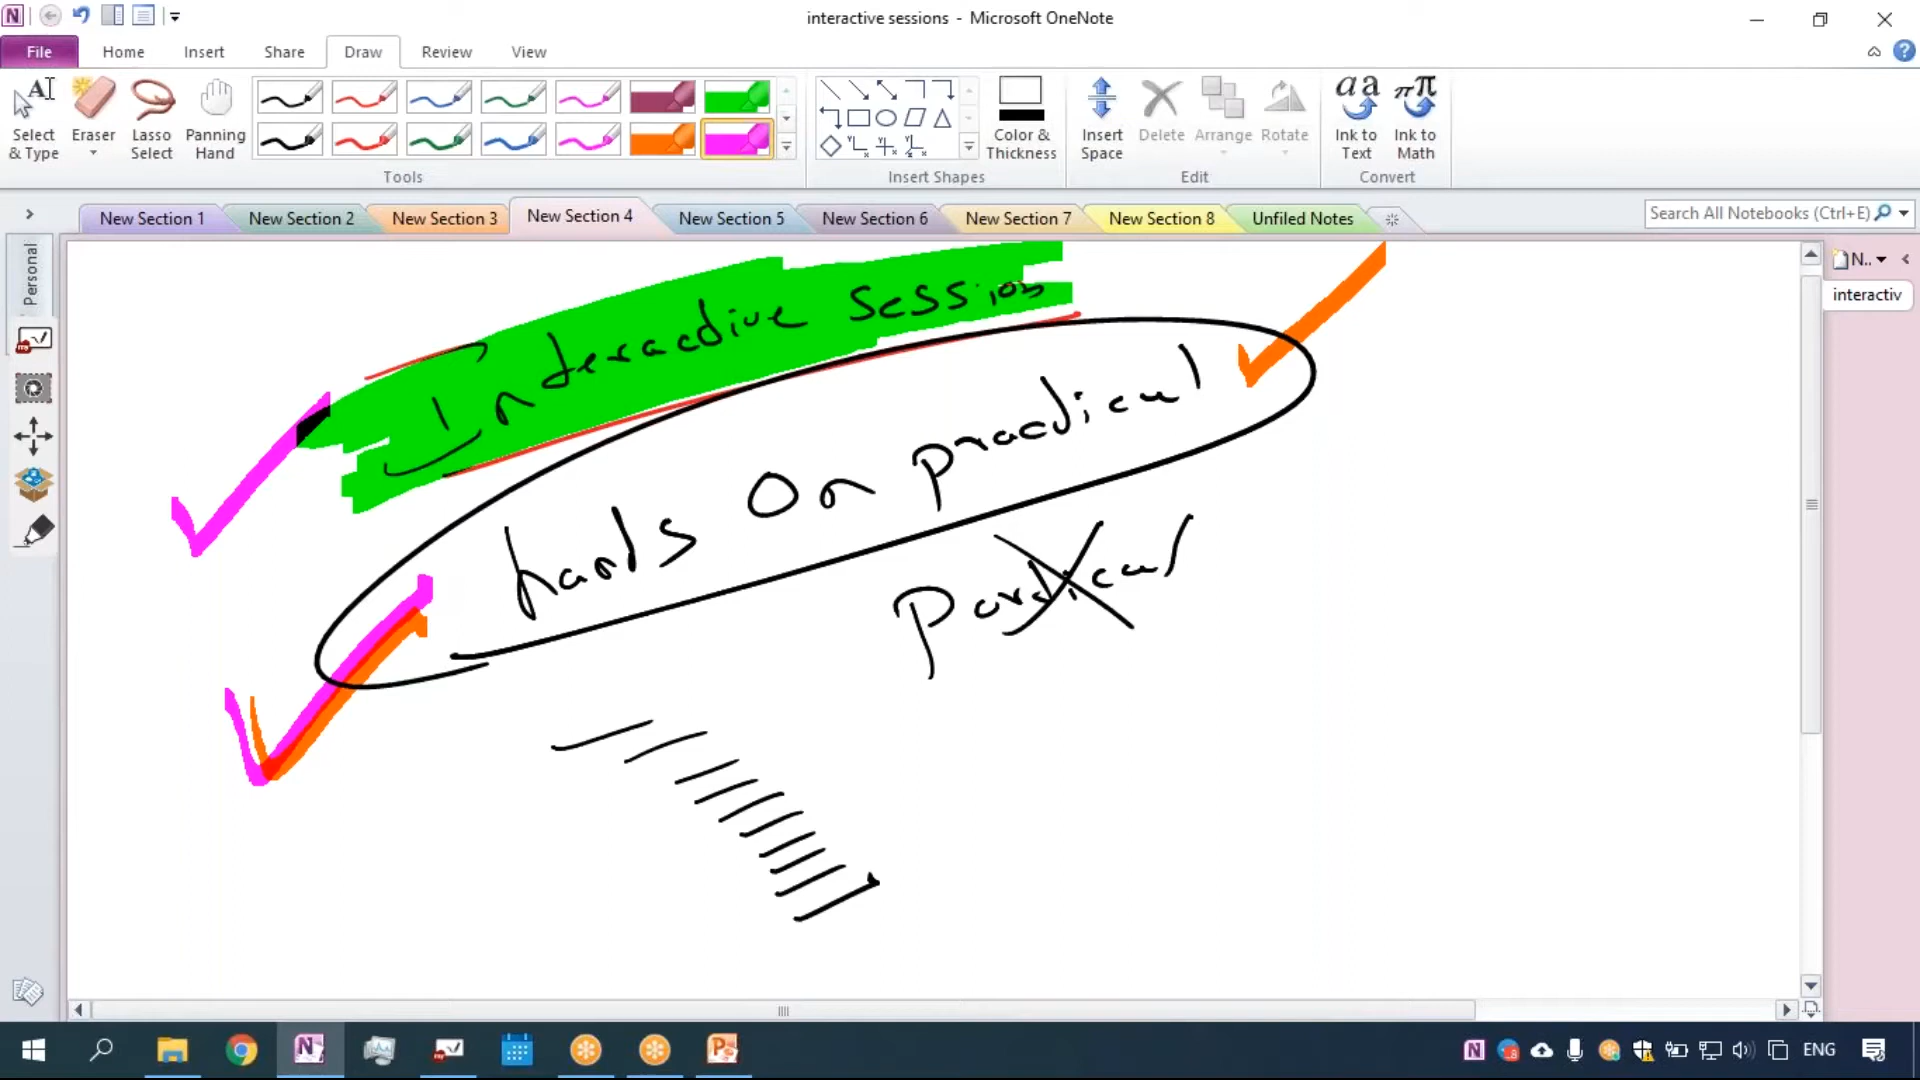 interactive sessions - Microsoft OneNote
File Home Insert Share Draw Review View
Select & Type
Eraser
Lasso Select
Panning Hand
Color & Thickness
Insert Space
Delete
Arrange
Rotate
Ink to Text
Ink to Math
Tools
Insert Shapes
Edit
Convert
New Section 1 New Section 2 New Section 3 New Section 4 New Section 5 New Section 6 New Section 7 New Section 8 Unfiled Notes
Search All Notebooks (Ctrl+E)
Personal
N..
interactiv
Interactive Session
hands On practical
ENG